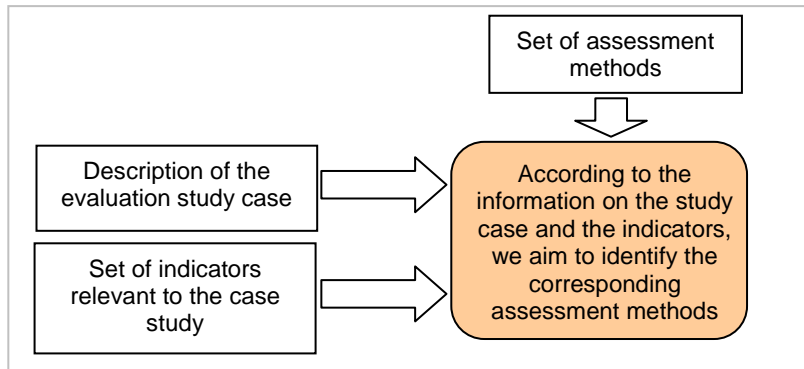 Set of assessment
methods
Description of the
evaluation study case
Set of indicators
relevant to the case
study
According to the
information on the study
case and the indicators,
we aim to identify the
corresponding
assessment methods